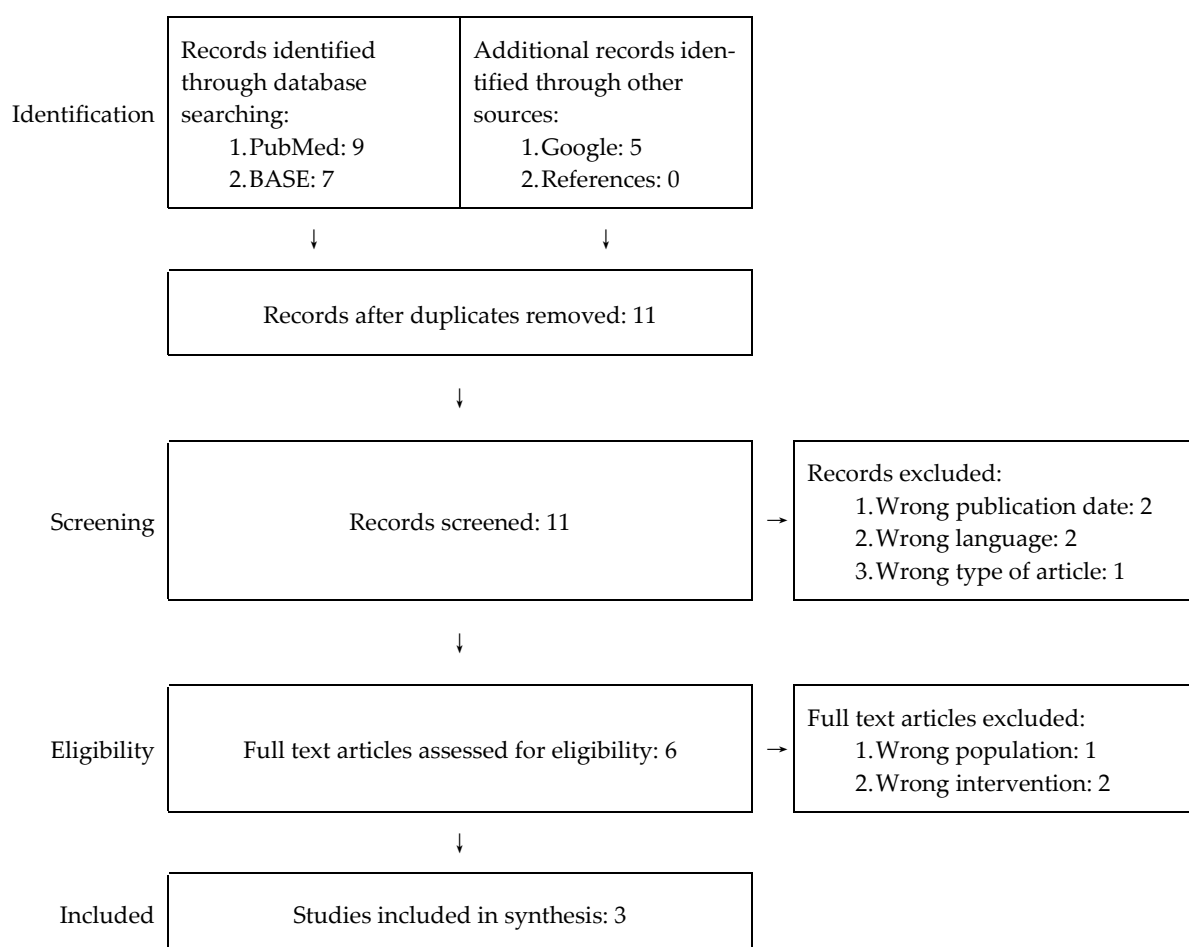 Identification
Records identified
through database
searching:
1.PubMed: 9
2.BASE: 7
Additional records iden-
tified through other
sources:
1.Google: 5
2.References: 0
↓ ↓
Records after duplicates removed: 11
↓
Screening
Records screened: 11
→
Records excluded:
1.Wrong publication date: 2
2.Wrong language: 2
3.Wrong type of article: 1
↓
Eligibility
Full text articles assessed for eligibility: 6
→
Full text articles excluded:
1.Wrong population: 1
2.Wrong intervention: 2
↓
Included
Studies included in synthesis: 3